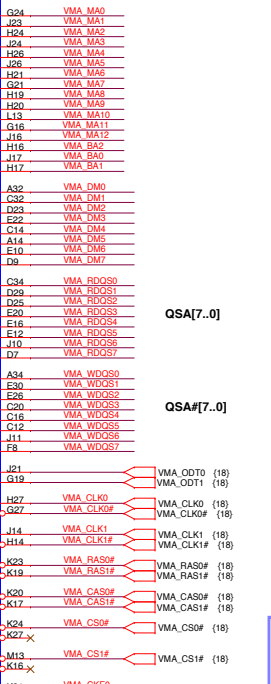 G24 VMA_MA0
J23 VMA_MA1
H24 VMA_MA2
J24 VMA_MA3
H26 VMA_MA4
J26 VMA_MA5
H21 VMA_MA6
G21 VMA_MA7
H19 VMA_MA8
H20 VMA_MA9
L13 VMA_MA10
G16 VMA_MA11
J16 VMA_MA12
H16 VMA_BA2
J17 VMA_BA0
H17 VMA_BA1
A32 VMA_DM0
C32 VMA_DM1
D23 VMA_DM2
E22 VMA_DM3
C14 VMA_DM4
A14 VMA_DM5
E10 VMA_DM6
D9 VMA_DM7
C34 VMA_RDQS0
D29 VMA_RDQS1
D25 VMA_RDQS2
E20 VMA_RDQS3 QSA[7..0]
E16 VMA_RDQS4
E12 VMA_RDQS5
J10 VMA_RDQS6
D7 VMA_RDQS7
A34 VMA_WDQS0
E30 VMA_WDQS1
E26 VMA_WDQS2
C20 VMA_WDQS3 QSA#[7..0]
C16 VMA_WDQS4
C12 VMA_WDQS5
J11 VMA_WDQS6
F8 VMA_WDQS7
J21 VMA_ODT0 {18}
G19 VMA_ODT1 {18}
H27 VMA_CLK0 VMA_CLK0 {18}
G27 VMA_CLK0# VMA_CLK0# {18}
J14 VMA_CLK1 VMA_CLK1 {18}
H14 VMA_CLK1# VMA_CLK1# {18}
K23 VMA_RAS0# VMA_RAS0# {18}
K19 VMA_RAS1# VMA_RAS1# {18}
K20 VMA_CAS0# VMA_CAS0# {18}
K17 VMA_CAS1# VMA_CAS1# {18}
K24 VMA_CS0# VMA_CS0# {18}
K27
M13 VMA_CS1# VMA_CS1# {18}
K16